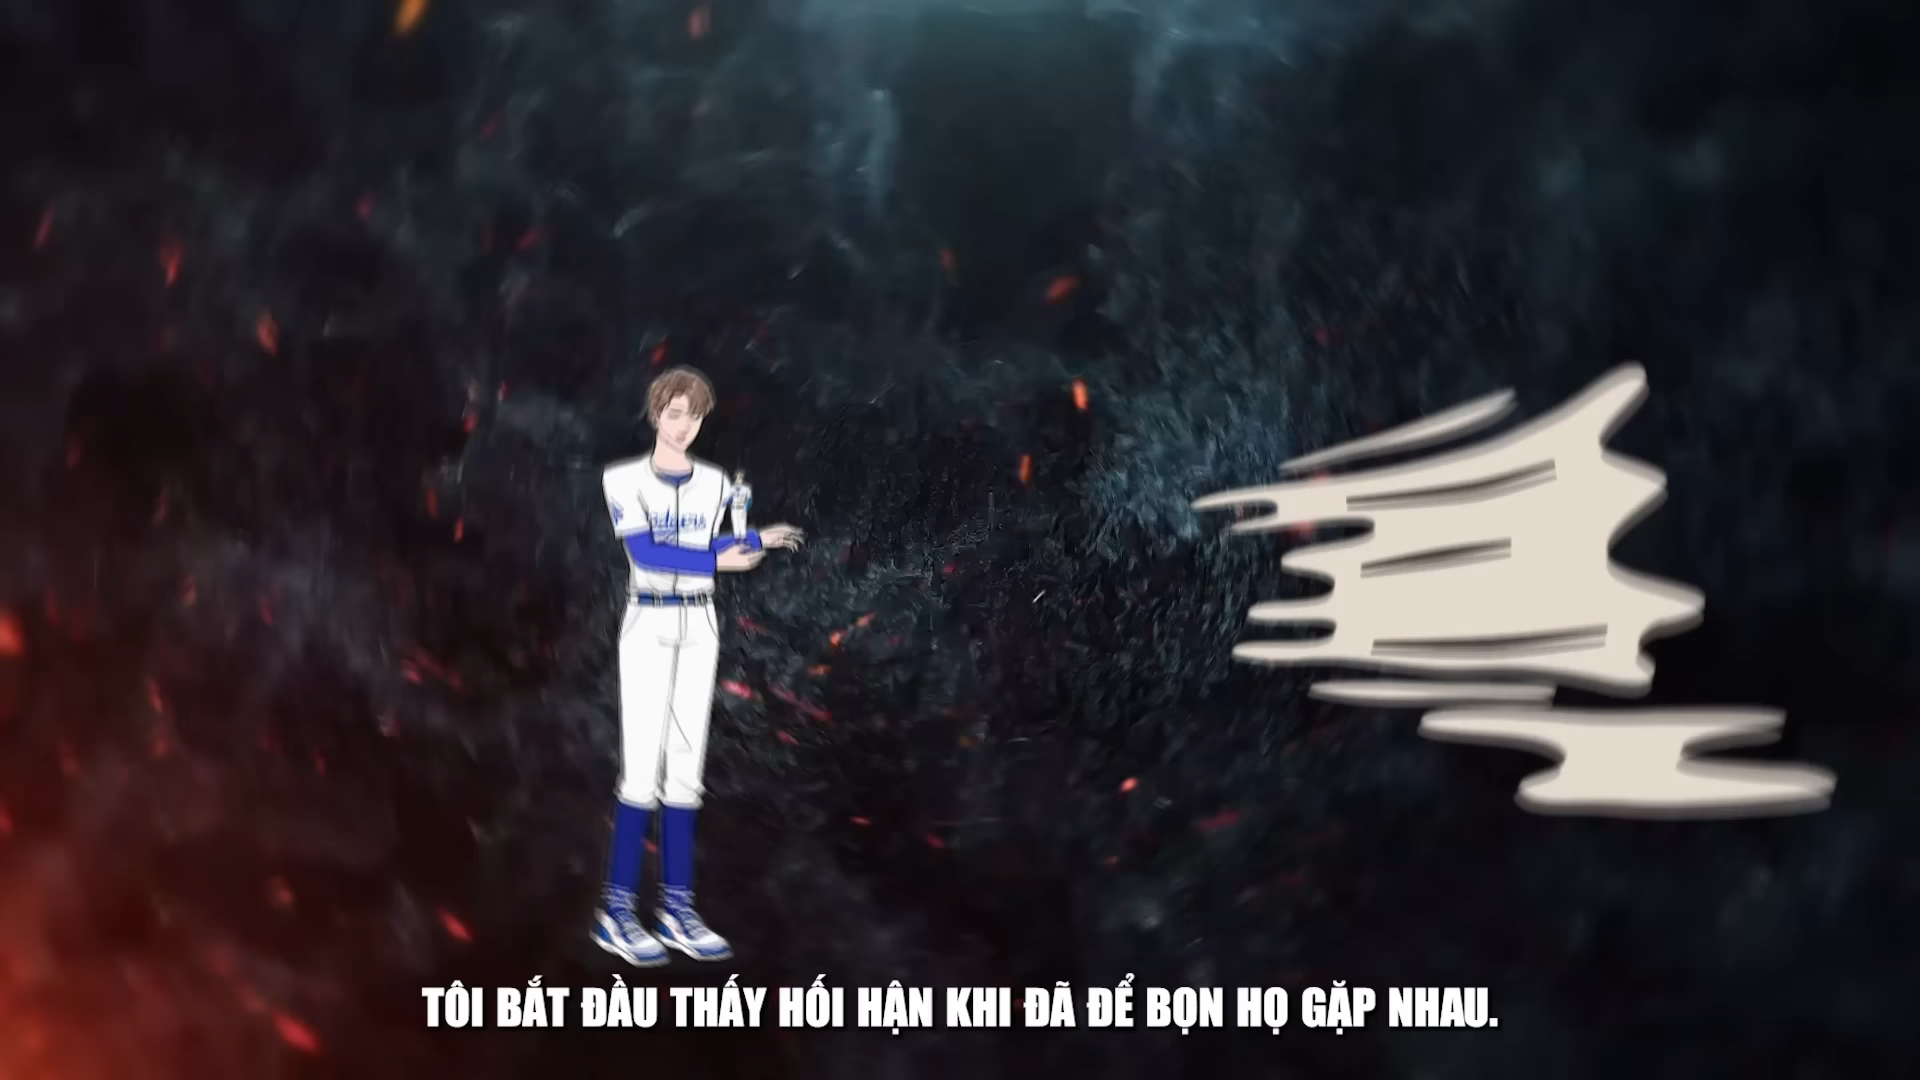 TÔI BẮT ĐẦU THẤY HỐI HẬN KHI ĐÃ ĐỂ BỌN HỌ GẶP NHAU.